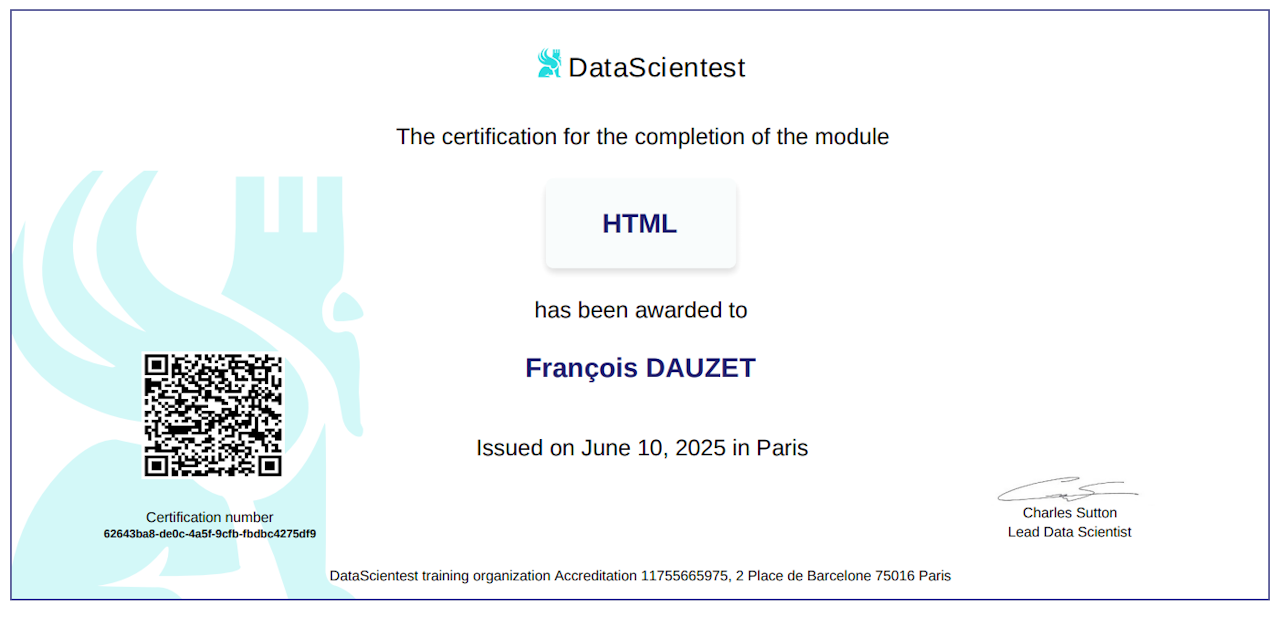 DataScientest
The certification for the completion of the module
HTML
has been awarded to
François DAUZET
Issued on June 10, 2025 in Paris
Certification number
62643ba8-de0c-4a5f-9cfb-fbdbc4275df9
Charles Sutton
Lead Data Scientist
DataScientest training organization Accreditation 11755665975, 2 Place de Barcelone 75016 Paris